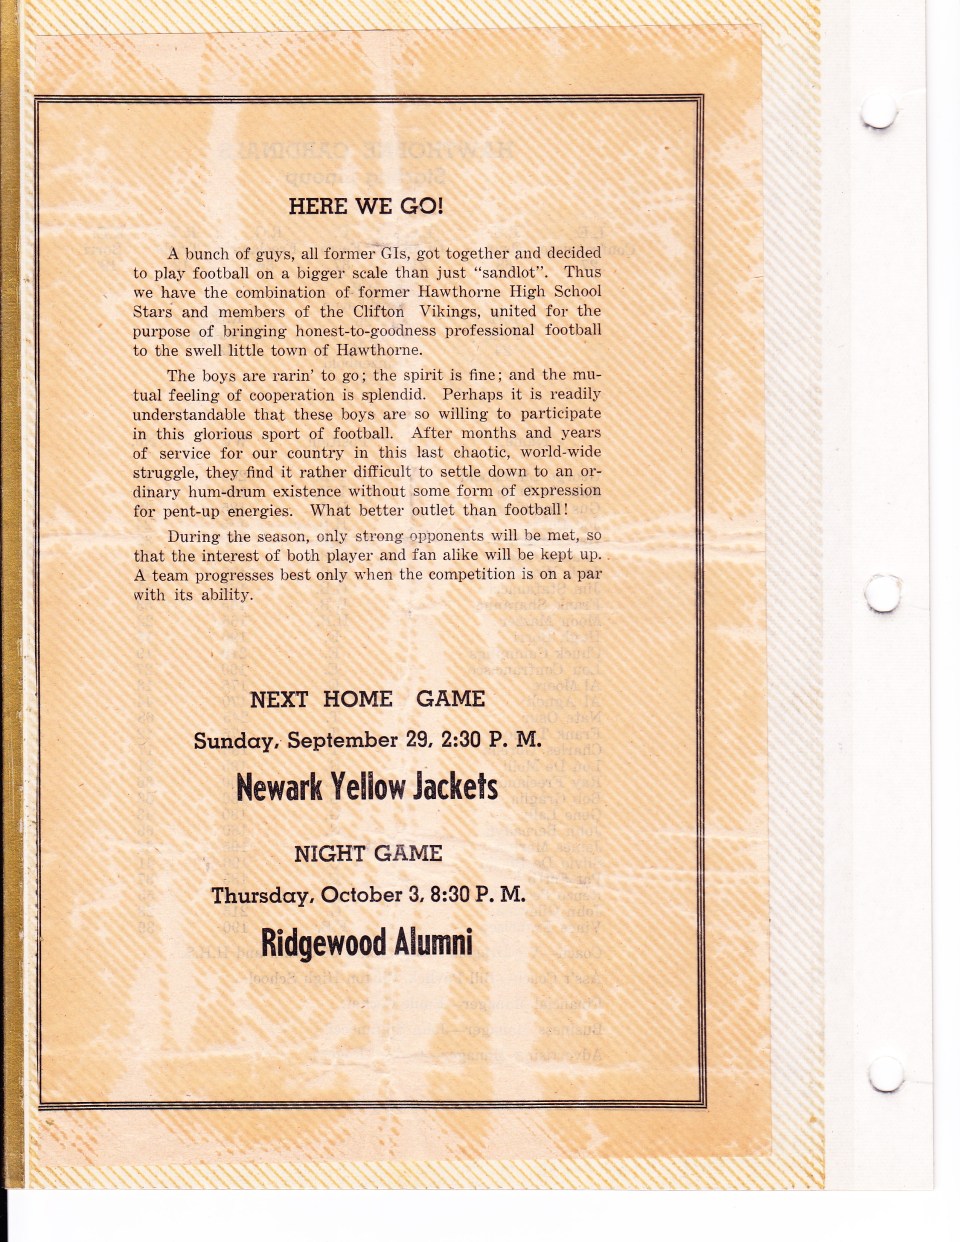 HERE WE GO!
A bunch of guys, all former GIs, got together and decided
to play football on a bigger scale than just "sandlot". Thus
we have the combination of former Hawthorne High School
Stars and members of the Clifton Vikings, united for the
purpose of bringing honest-to-goodness professional football
to the swell little town of Hawthorne.
The boys are rarin' to go; the spirit is fine; and the mu-
tual feeling of cooperation is splendid. Perhaps it is readily
understandable that these boys are so willing to participate
in this glorious sport of football. After months and years
of service for our country in this last chaotic, world-wide
struggle, they find it rather difficult to settle down to an or-
dinary hum-drum existence without some form of expression
for pent-up energies. What better outlet than football!
During the season, only strong opponents will be met, so
that the interest of both player and fan alike will be kept up.
A team progresses best only when the competition is on a par
with its ability.
NEXT HOME GAME
Sunday, September 29, 2:30 P. M.
Newark Yellow Jackets
NIGHT GAME
Thursday, October 3, 8:30 P. M.
Ridgewood Alumni